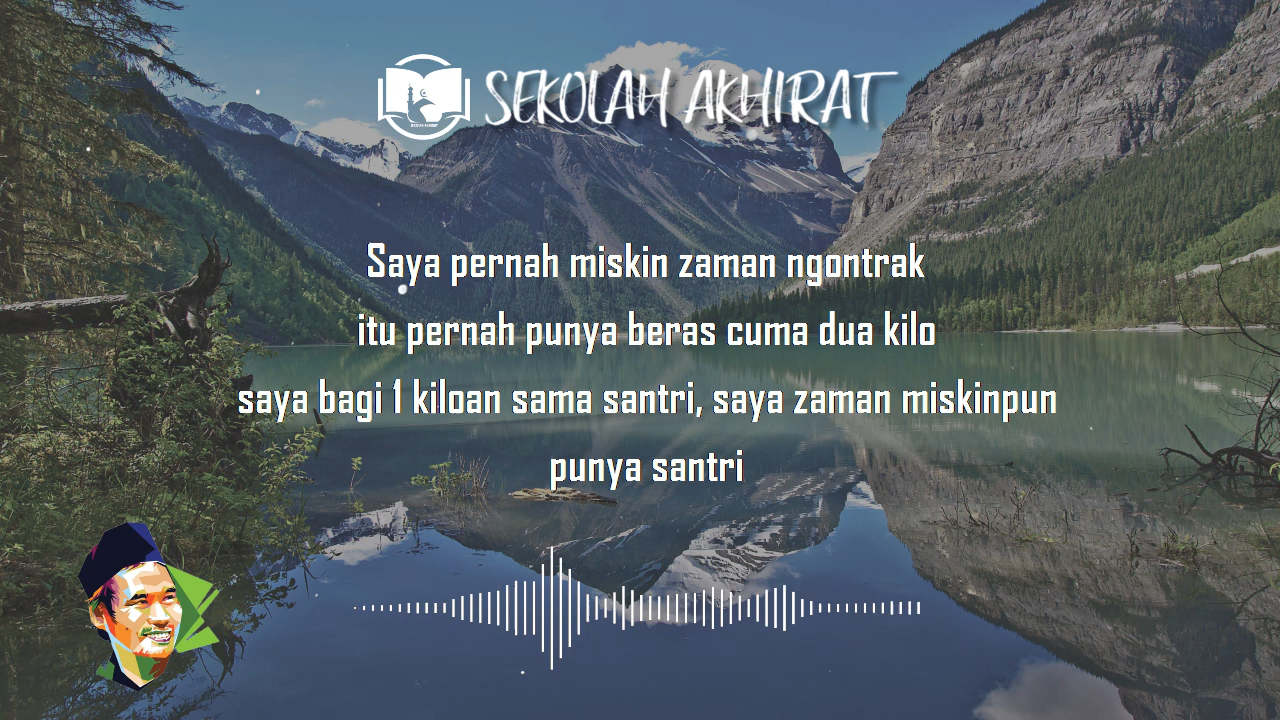 SEKOLAH AKHIRAT
Saya pernah miskin zaman ngontrak
itu pernah punya beras cuma dua kilo
saya bagi 1 kiloan sama santri, saya zaman miskinpun
punya santri